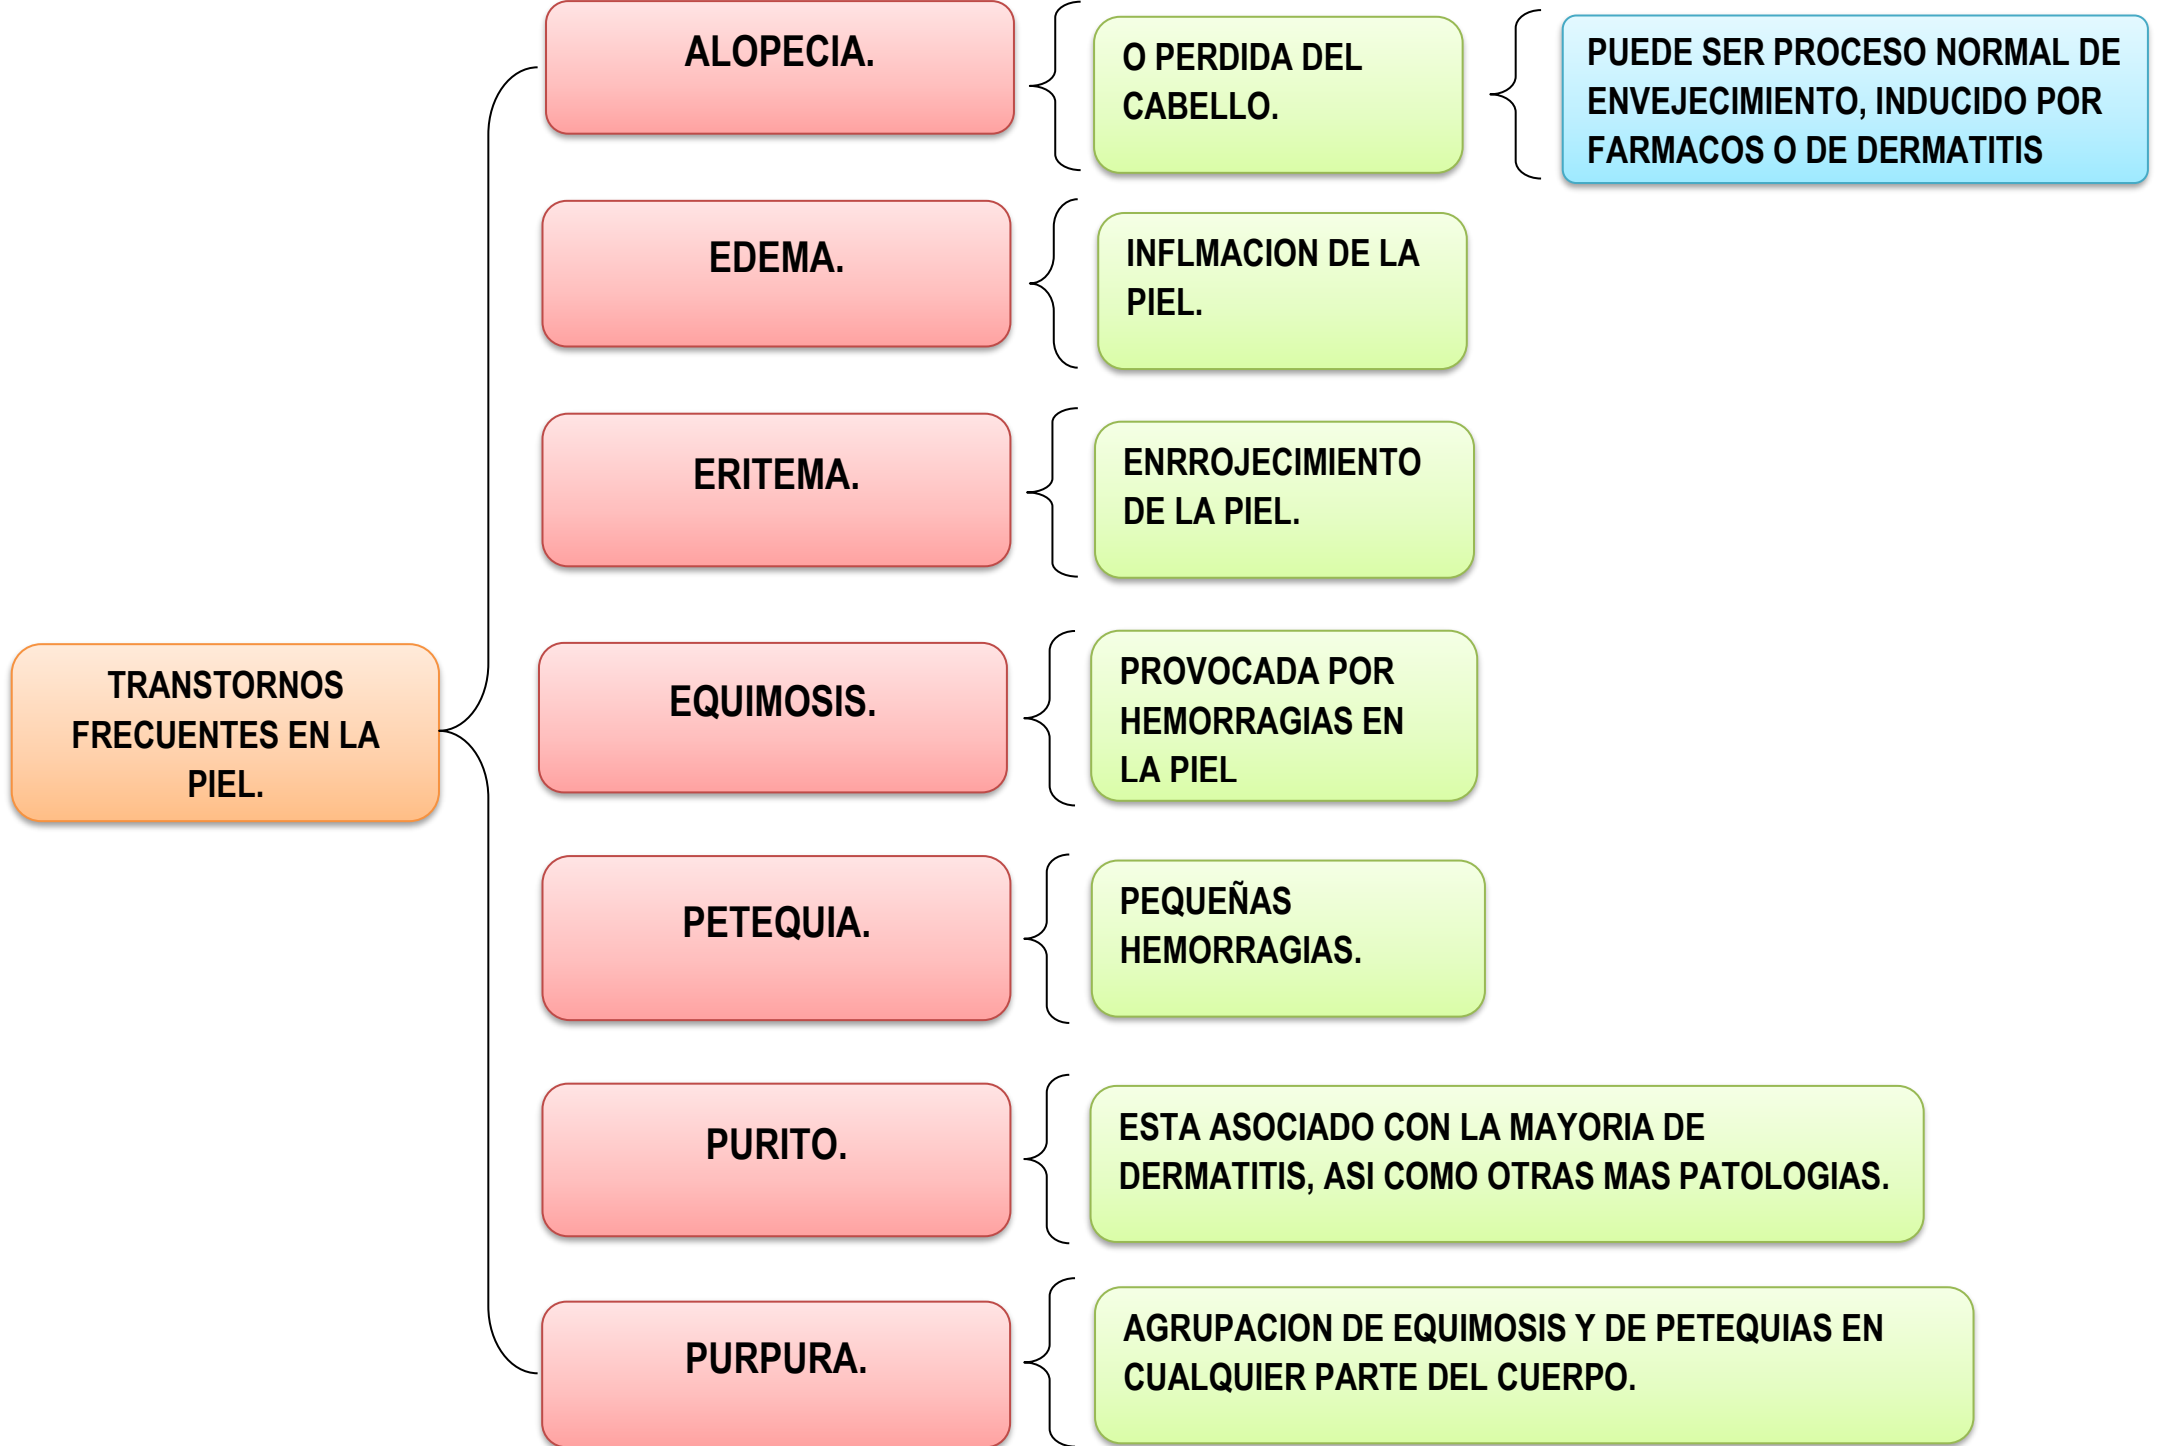 ALOPECIA.
O PERDIDA DEL
CABELLO.
PUEDE SER PROCESO NORMAL DE
ENVEJECIMIENTO, INDUCIDO POR
FARMACOS O DE DERMATITIS
EDEMA.
INFLMACION DE LA
PIEL.
ERITEMA.
ENRROJECIMIENTO
DE LA PIEL.
TRANSTORNOS
FRECUENTES EN LA
PIEL.
EQUIMOSIS.
PROVOCADA POR
HEMORRAGIAS EN
LA PIEL
PETEQUIA.
PEQUEÑAS
HEMORRAGIAS.
PURITO.
ESTA ASOCIADO CON LA MAYORIA DE
DERMATITIS, ASI COMO OTRAS MAS PATOLOGIAS.
PURPURA.
AGRUPACION DE EQUIMOSIS Y DE PETEQUIAS EN
CUALQUIER PARTE DEL CUERPO.